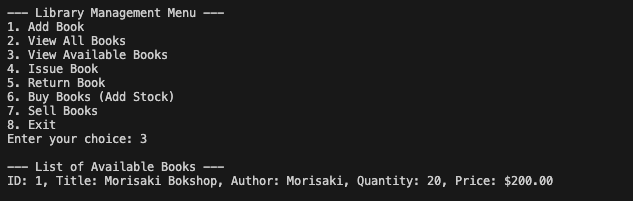 --- Library Management Menu ---
1. Add Book
2. View All Books
3. View Available Books
4. Issue Book
5. Return Book
6. Buy Books (Add Stock)
7. Sell Books
8. Exit
Enter your choice: 3
--- List of Available Books ---
ID: 1, Title: Morisaki Bokshop, Author: Morisaki, Quantity: 20, Price: $200.00